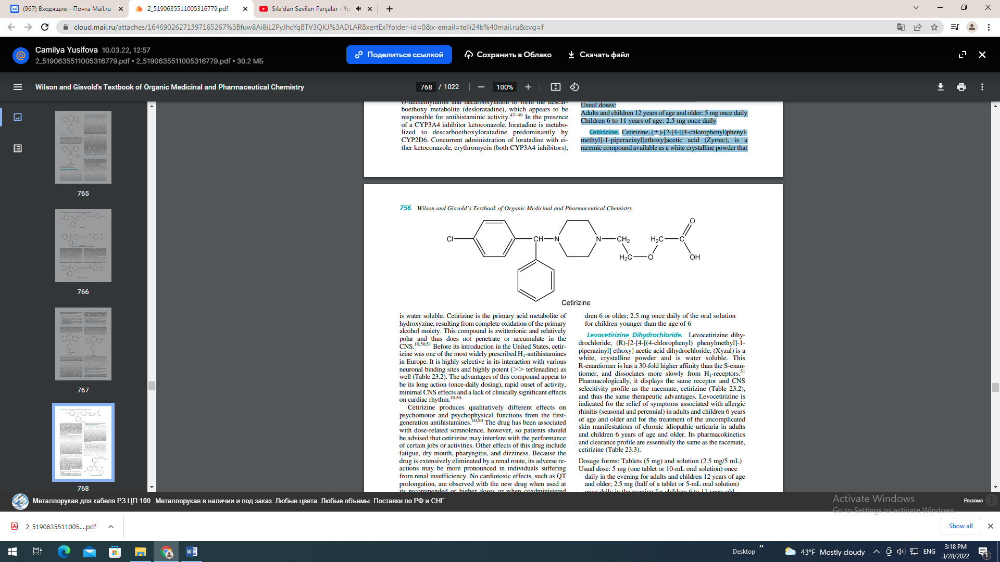 (967) Входящие - Почта Mail.ru
2_5190635511005316779.pdf
Sıla'dan Sevilen Parçalar - Yo
cloud.mail.ru/attaches/16469026271397165267%3Bfuw8Ai8jL2PyJhcYqBTV3QKJ%3ADLARBxertEx?folder-id=0&x-email=telli24b%40mail.ru&cvg=f
Camilya Yusifova 10.03.22, 12:57
2_5190635511005316779.pdf • 2_5190635511005316779.pdf • 30.2 МБ
Поделиться ссылкой
Сохранить в Облако
Скачать файл
Wilson and Gisvold's Textbook of Organic Medicinal and Pharmaceutical Chemistry
768 / 1022
100%
765
766
767
768
O-demethylation and decarboxylation to form the descar-
boethoxy metabolite (desloratadine), which appears to be
responsible for antihistaminic activity.47–49 In the presence
of a CYP3A4 inhibitor ketoconazole, loratadine is metabo-
lized to descarboethoxyloratadine predominantly by
CYP2D6. Concurrent administration of loratadine with ei-
ther ketoconazole, erythromycin (both CYP3A4 inhibitors),
Usual doses:
Adults and children 12 years of age and older: 5 mg once daily
Children 6 to 11 years of age: 2.5 mg once daily
Cetirizine. Cetirizine, (±)-[2-[4-[(4-chlorophenyl)phenyl-
methyl]-1-piperazinyl]ethoxy]acetic acid (Zyrtec), is a
racemic compound available as a white crystalline powder that
756 Wilson and Gisvold's Textbook of Organic Medicinal and Pharmaceutical Chemistry
O
Cl CH N N CH2 H2C C
H2C O OH
Cetirizine
is water soluble. Cetirizine is the primary acid metabolite of
hydroxyzine, resulting from complete oxidation of the primary
alcohol moiety. This compound is zwitterionic and relatively
polar and thus does not penetrate or accumulate in the
CNS.10,50,51 Before its introduction in the United States, cetir-
izine was one of the most widely prescribed H1-antihistamines
in Europe. It is highly selective in its interaction with various
neuronal binding sites and highly potent (>> terfenadine) as
well (Table 23.2). The advantages of this compound appear to
be its long action (once-daily dosing), rapid onset of activity,
minimal CNS effects and a lack of clinically significant effects
on cardiac rhythm.10,50
Cetirizine produces qualitatively different effects on
psychomotor and psychophysical functions from the first-
generation antihistamines.10,50 The drug has been associated
with dose-related somnolence, however, so patients should
be advised that cetirizine may interfere with the performance
of certain jobs or activities. Other effects of this drug include
fatigue, dry mouth, pharyngitis, and dizziness. Because the
drug is extensively eliminated by a renal route, its adverse re-
actions may be more pronounced in individuals suffering
from renal insufficiency. No cardiotoxic effects, such as QT
prolongation, are observed with the new drug when used at
its recommended or higher doses or when coadministered
dren 6 or older; 2.5 mg once daily of the oral solution
for children younger than the age of 6
Levocetirizine Dihydrochloride. Levocetirizine dihy-
drochloride, (R)-[2-[4-[(4-chlorophenyl) phenylmethyl]-1-
piperazinyl] ethoxy] acetic acid dihydrochloride, (Xyzal) is a
white, crystalline powder and is water soluble. This
R-enantiomer is has a 30-fold higher affinity than the S-enan-
tiomer, and dissociates more slowly from H1-receptors.51
Pharmacologically, it displays the same receptor and CNS
selecitivity profile as the racemate, cetirizine (Table 23.2),
and thus the same therapeutic advantages. Levocetirizine is
indicated for the relief of symptoms associated with allergic
rhinitis (seasonal and perennial) in adults and children 6 years
of age and older and for the treatment of the uncomplicated
skin manifestations of chronic idiopathic urticaria in adults
and children 6 years of age and older. Its pharmacokinetics
and clearance profile are essentially the same as the racemate,
cetirizine (Table 23.3).
Dosage forms: Tablets (5 mg) and solution (2.5 mg/5 mL)
Usual dose: 5 mg (one tablet or 10-mL oral solution) once
daily in the evening for adults and children 12 years of age
and older; 2.5 mg (half of a tablet or 5-mL oral solution)
once daily in the evening for children 6 to 11 years old
Металлорукав для кабеля РЗ ЦП 100 Металлорукав в наличии и под заказ. Любые цвета. Любые объемы. Поставки по РФ и СНГ.
Реклама
Activate Windows
Go to Settings to activate Windows.
2_5190635511005....pdf
Show all
Desktop
43°F Mostly cloudy
ENG
3:18 PM
3/28/2022
1